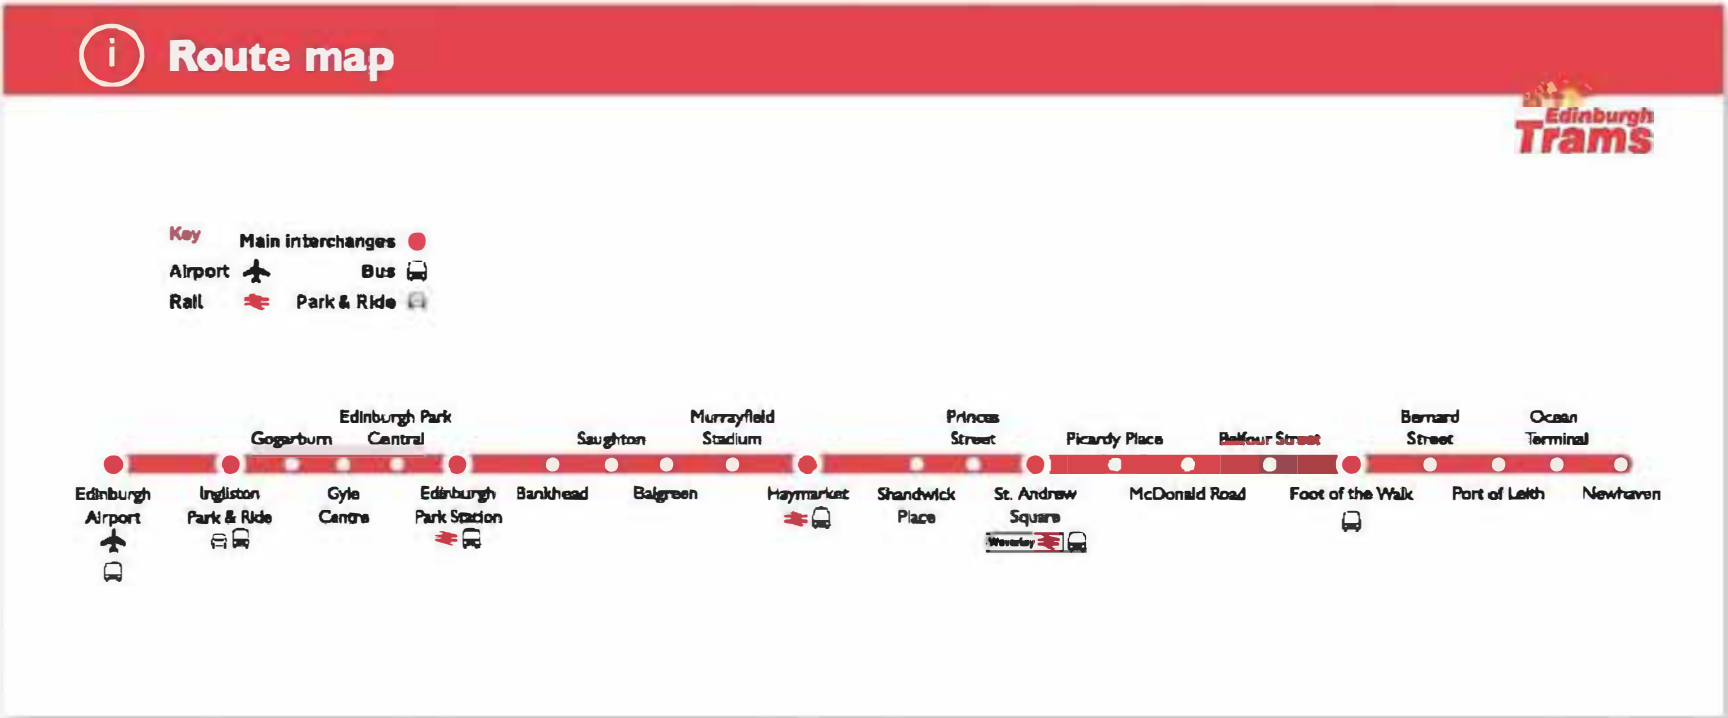 i Route map
Edinburgh
Trams
Key Main interchanges
Airport Bus
Rail Park & Ride
Edinburgh Park
Central
Gogarburn
Saughton
Murrayfield
Stadium
Princes
Street
Picardy Place
Balfour Street
Bernard
Street
Ocean
Terminal
Edinburgh
Airport
Ingliston
Park & Ride
Gyle
Centre
Edinburgh
Park Station
Bankhead
Balgreen
Haymarket
Shandwick
Place
St. Andrew
Square
Waverley
McDonald Road
Foot of the Walk
Port of Leith
Newhaven